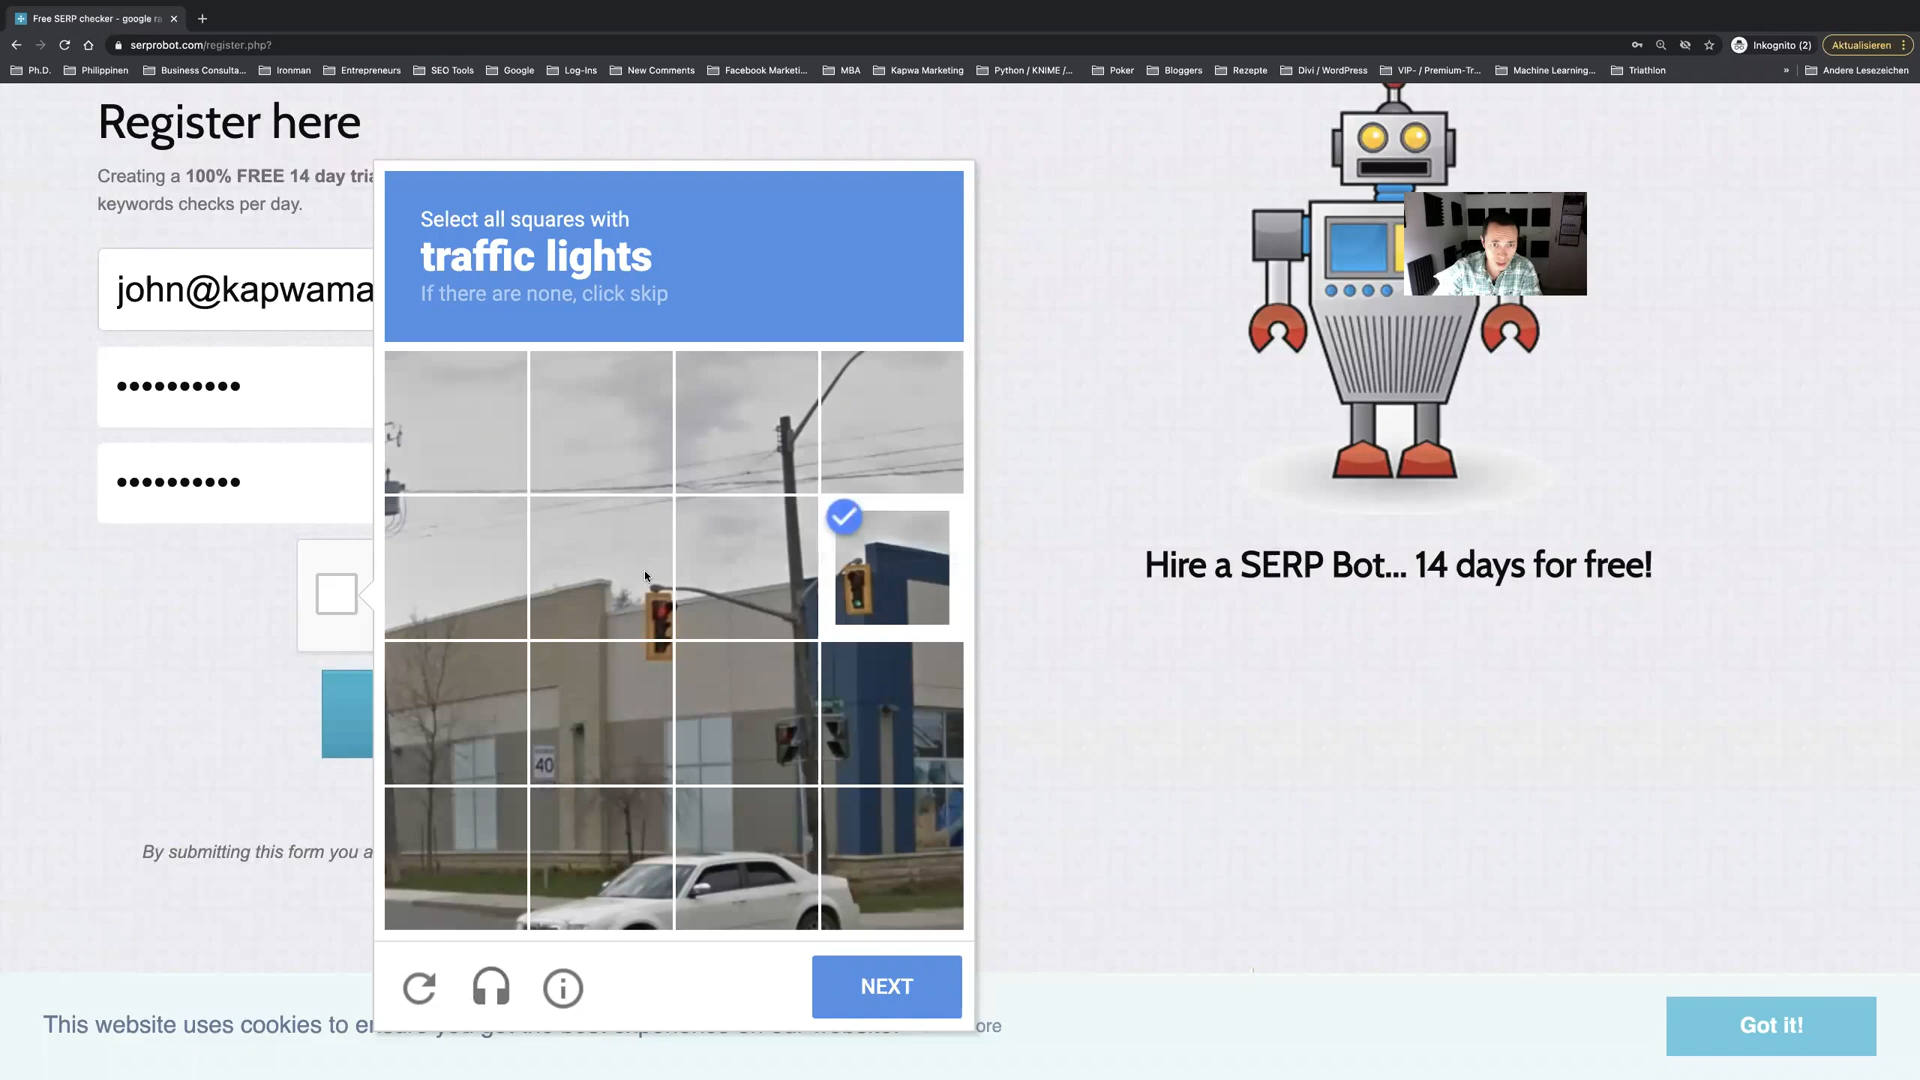 Free SERP checker - google ra
serprobot.com/register.php?
Inkognito (2)
Aktualisieren
Ph.D.
Philippinen
Business Consulta...
Ironman
Entrepreneurs
SEO Tools
Google
Log-Ins
New Comments
Facebook Marketi...
MBA
Kapwa Marketing
Python / KNIME /...
Poker
Bloggers
Rezepte
Divi / WordPress
VIP- / Premium-Tr...
Machine Learning...
Triathlon
»
Andere Lesezeichen
Register here
Creating a 100% FREE 14 day tria
keywords checks per day.
john@kapwama
••••••••••
••••••••••
By submitting this form you a
Select all squares with
traffic lights
If there are none, click skip
40
NEXT
Hire a SERP Bot... 14 days for free!
This website uses cookies to
ore
Got it!